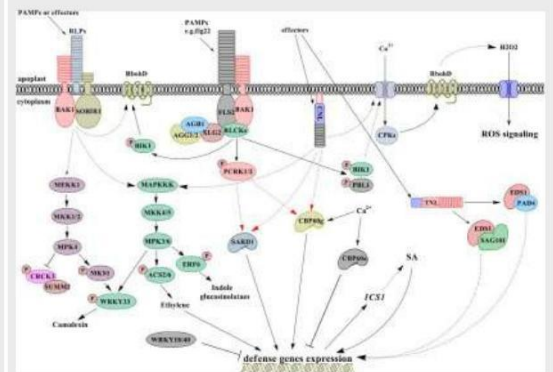 PAMPs or effectors
RLPs
PAMPs
e.g.flg22
effectors
Ca²⁺
H2O2
RbohD
RbohD
apoplast
cytoplasm
BAK1
SOBIR1
FLS2
BAK1
CNL
CPKs
ROS signaling
AGB1
AGG1/2
XLG2
RLCKs
P
BIK1
P
PCRK1/2
P
BIK1
P
PBL1
MEKK1
MAPKKK
MKK1/2
MKK4/5
MPK4
MPK3/6
TNL
EDS1
PAD4
EDS1
SAG101
Ca²⁺
CBP60g
SARD1
CBP60a
SA
P
CRCK3
SUMM2
P
MKS1
P
WRKY33
P
ACS2/6
ERF6
P
Indole
glucosinolates
Ethylene
Camalexin
ICS1
WRKY18/40
defense genes expression